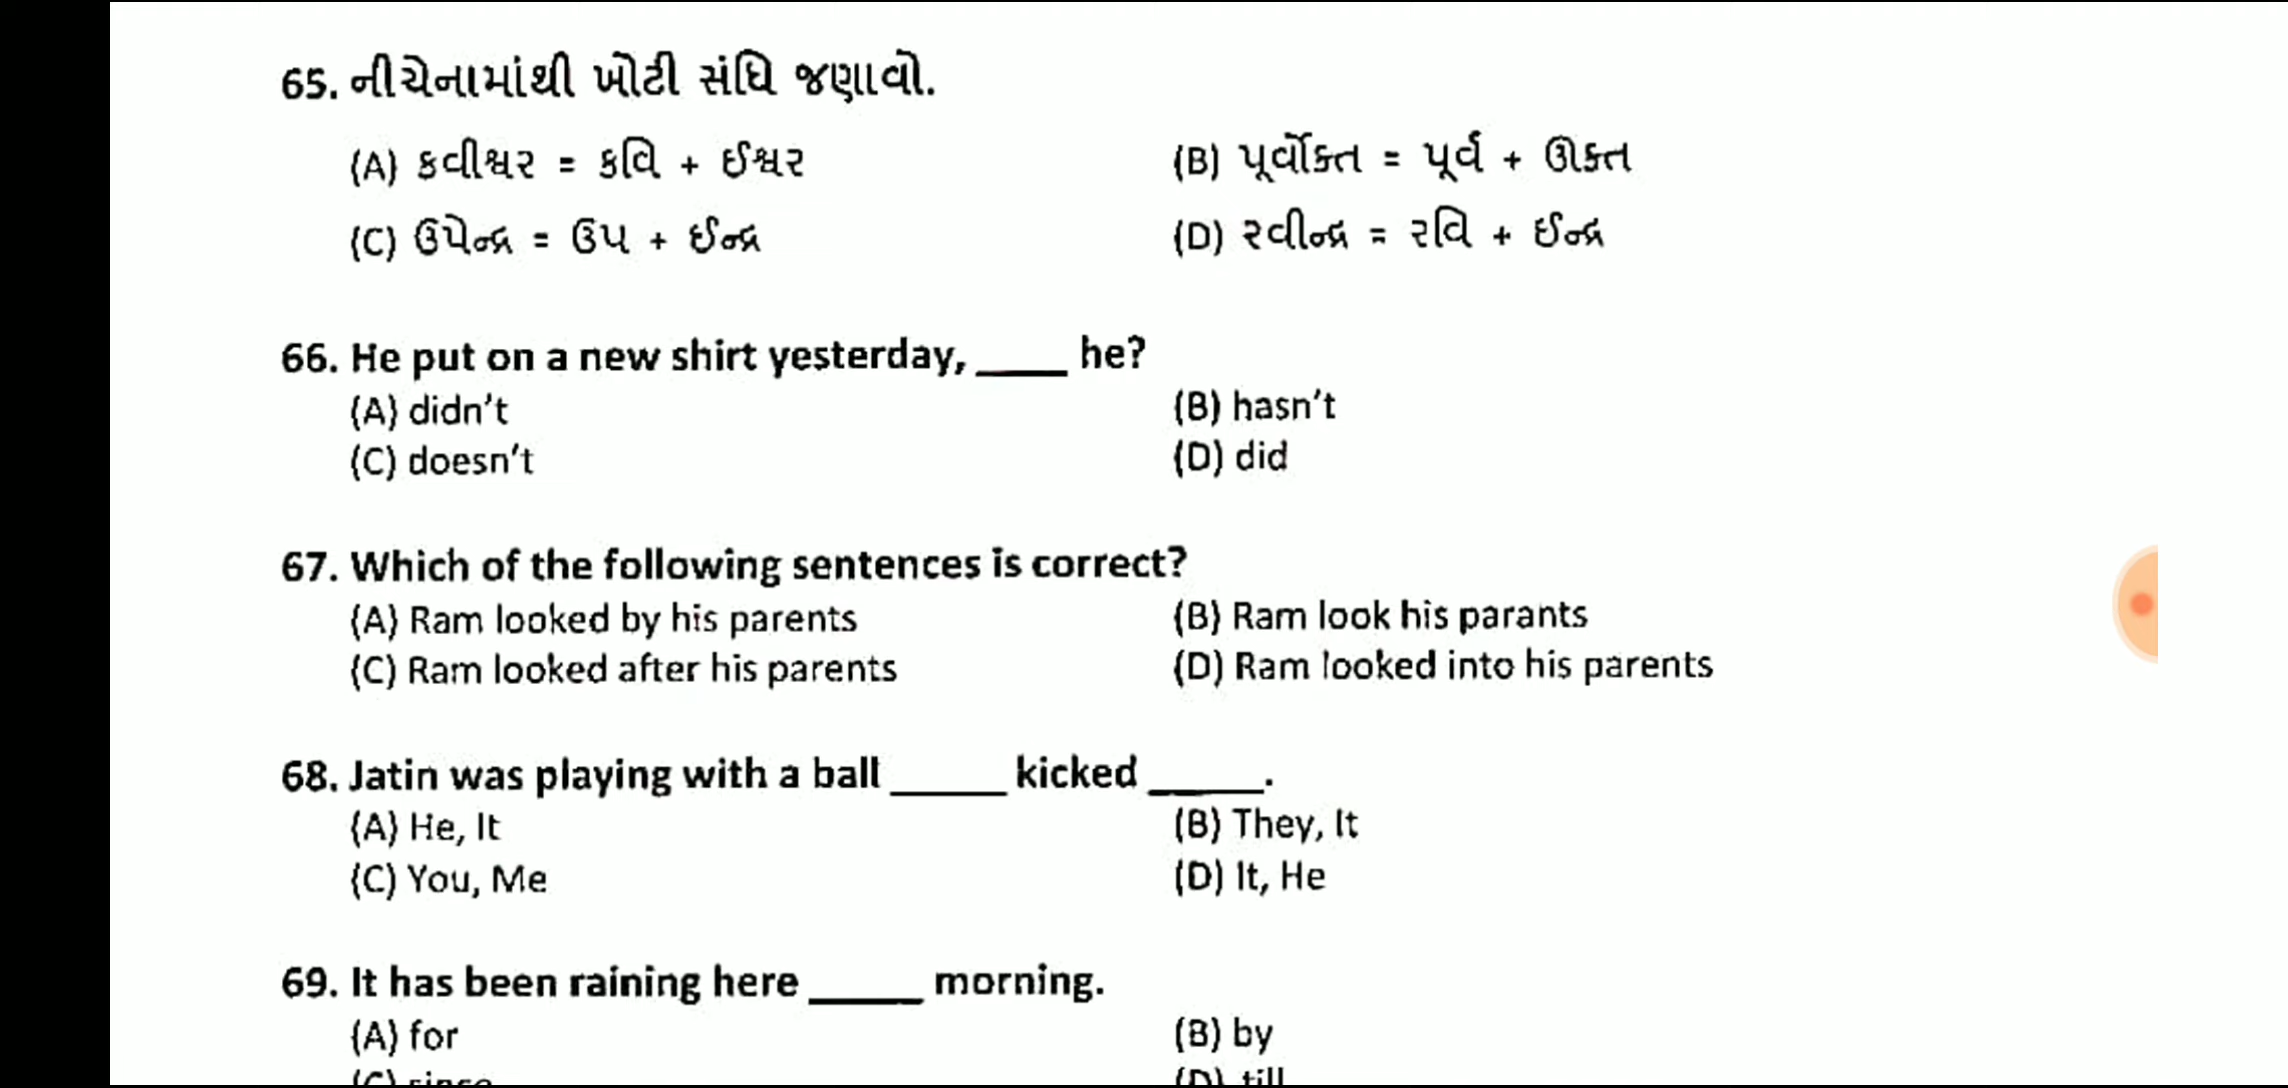 65. નીચેનામાંથી ખોટી સંધિ જણાવો.
(A) કવીશ્વર = કવિ + ઈશ્વર (B) પૂર્વોક્ત = પૂર્વ + ઊક્ત
(C) ઉપેન્દ્ર = ઉપ + ઈન્દ્ર (D) રવીન્દ્ર = રવિ + ઈન્દ્ર
66. He put on a new shirt yesterday, ____ he?
(A) didn't (B) hasn't
(C) doesn't (D) did
67. Which of the following sentences is correct?
(A) Ram looked by his parents (B) Ram look his parants
(C) Ram looked after his parents (D) Ram looked into his parents
68. Jatin was playing with a ball _____ kicked _____.
(A) He, It (B) They, It
(C) You, Me (D) It, He
69. It has been raining here _____ morning.
(A) for (B) by
(C) since (D) till